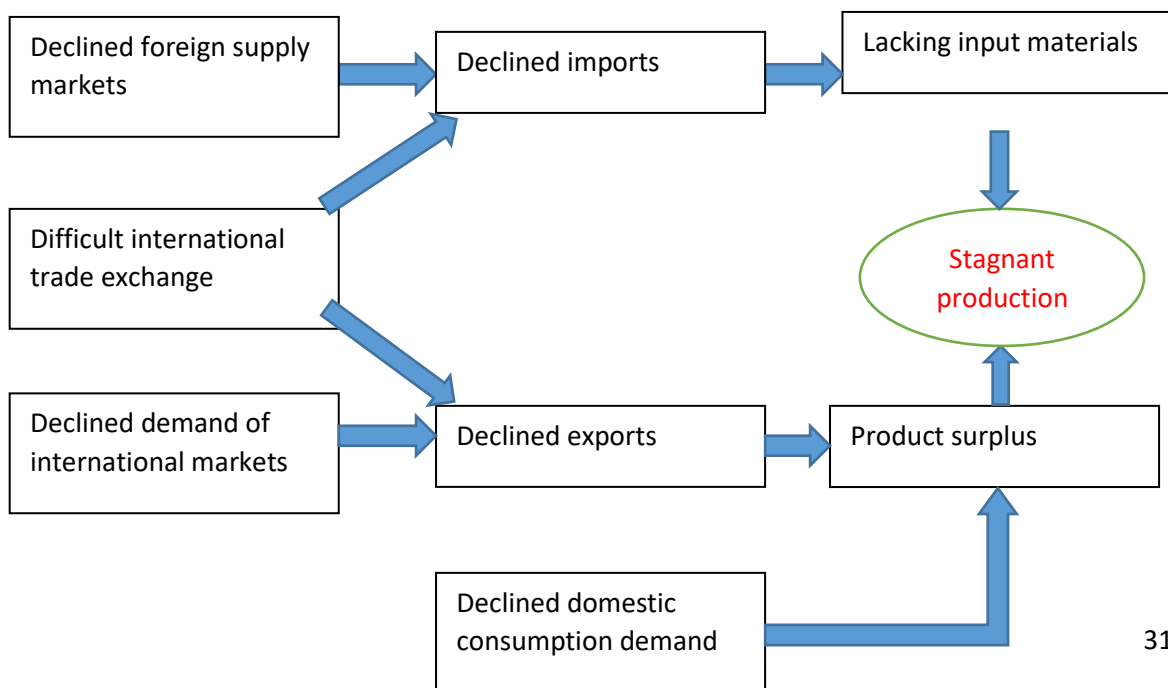 Declined foreign supply
markets
Declined imports
Lacking input materials
Difficult international
trade exchange
Stagnant
production
Declined demand of
international markets
Declined exports
Product surplus
Declined domestic
consumption demand
31